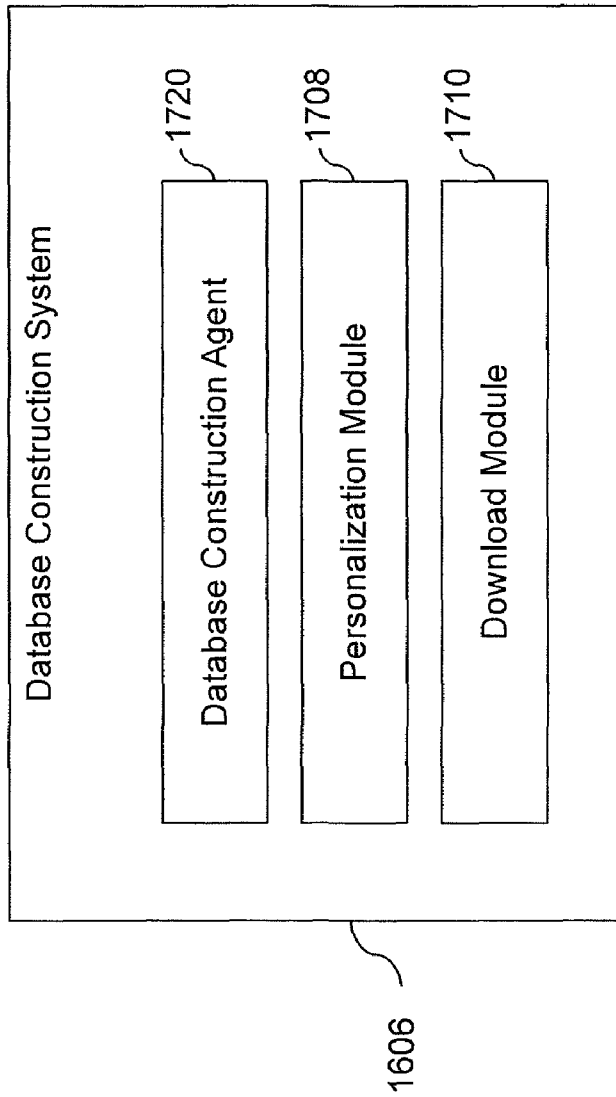 Database Construction System
Database Construction Agent
1720
Personalization Module
1708
Download Module
1710
1606